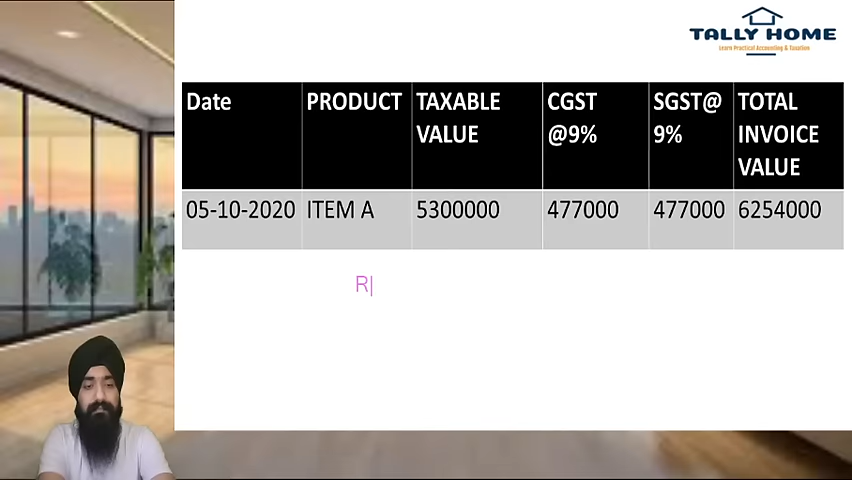 TALLY HOME
Learn Practical Accounting & Taxation
Date PRODUCT TAXABLE VALUE CGST @9% SGST@ 9% TOTAL INVOICE VALUE
05-10-2020 ITEM A 5300000 477000 477000 6254000
R